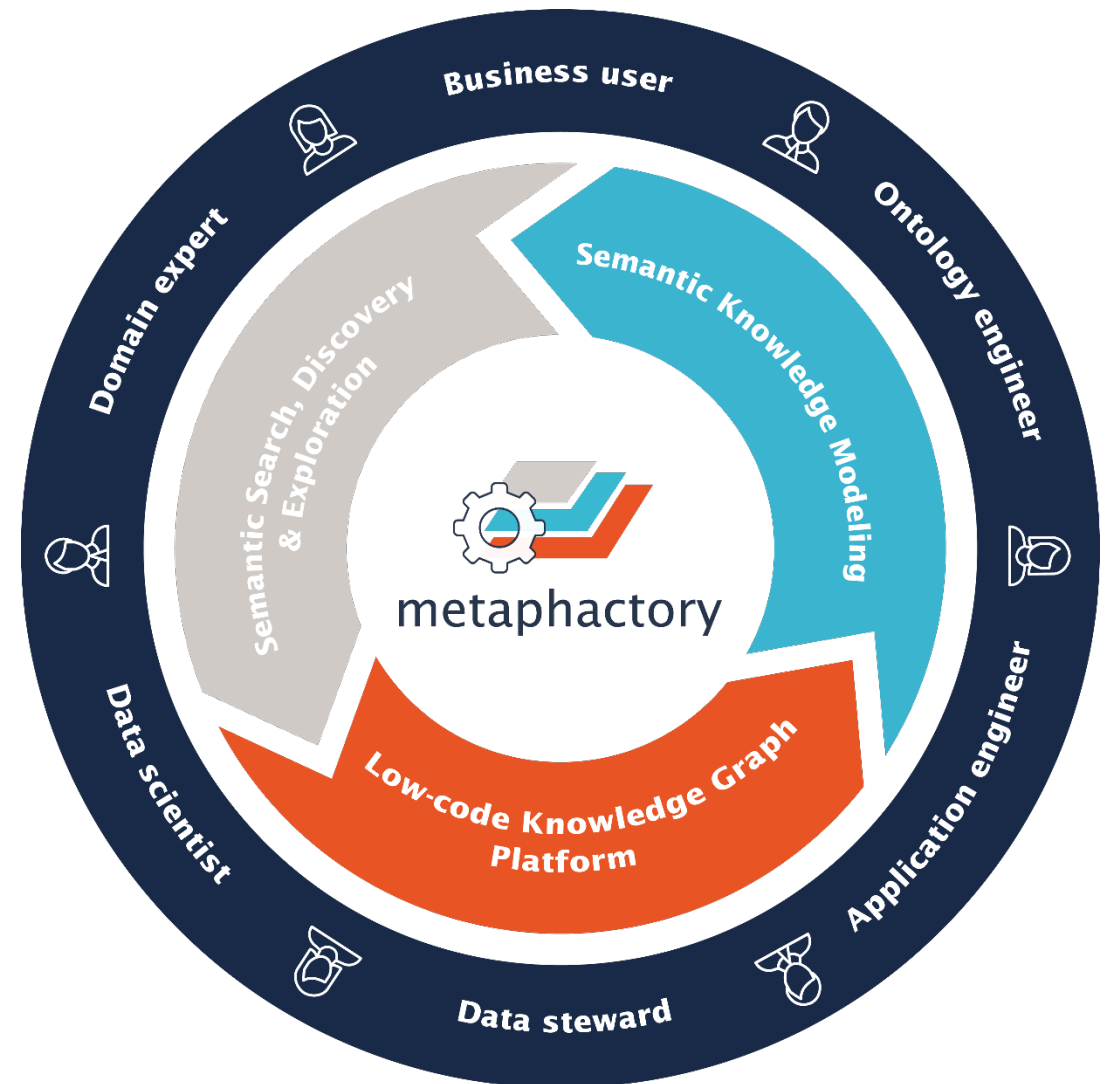 Business user
Ontology engineer
Application engineer
Data steward
Data scientist
Domain expert
Semantic Knowledge Modeling
Low-code Knowledge Graph
Platform
Semantic Search, Discovery
& Exploration
metaphactory